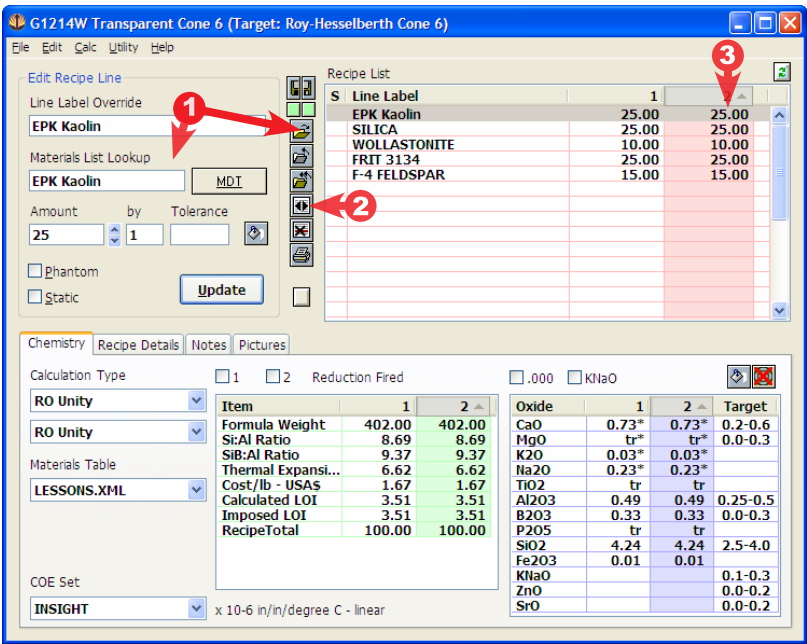 G1214W Transparent Cone 6 (Target: Roy-Hesselberth Cone 6)
File Edit Calc Utility Help
Edit Recipe Line
Line Label Override
EPK Kaolin
Materials List Lookup
EPK Kaolin MDT
Amount by Tolerance
25 1
Phantom
Static
Update
1
2
3
Recipe List
S Line Label 1 2
EPK Kaolin 25.00 25.00
SILICA 25.00 25.00
WOLLASTONITE 10.00 10.00
FRIT 3134 25.00 25.00
F-4 FELDSPAR 15.00 15.00
Chemistry Recipe Details Notes Pictures
Calculation Type
RO Unity
RO Unity
Materials Table
LESSONS.XML
COE Set
INSIGHT
1 2 Reduction Fired
Item 1 2
Formula Weight 402.00 402.00
Si:Al Ratio 8.69 8.69
SiB:Al Ratio 9.37 9.37
Thermal Expansi... 6.62 6.62
Cost/lb - USA$ 1.67 1.67
Calculated LOI 3.51 3.51
Imposed LOI 3.51 3.51
RecipeTotal 100.00 100.00
x 10-6 in/in/degree C - linear
.000 KNaO
Oxide 1 2 Target
CaO 0.73* 0.73* 0.2-0.6
MgO tr* tr* 0.0-0.3
K2O 0.03* 0.03*
Na2O 0.23* 0.23*
TiO2 tr tr
Al2O3 0.49 0.49 0.25-0.5
B2O3 0.33 0.33 0.0-0.3
P2O5 tr tr
SiO2 4.24 4.24 2.5-4.0
Fe2O3 0.01 0.01
KNaO 0.1-0.3
ZnO 0.0-0.2
SrO 0.0-0.2